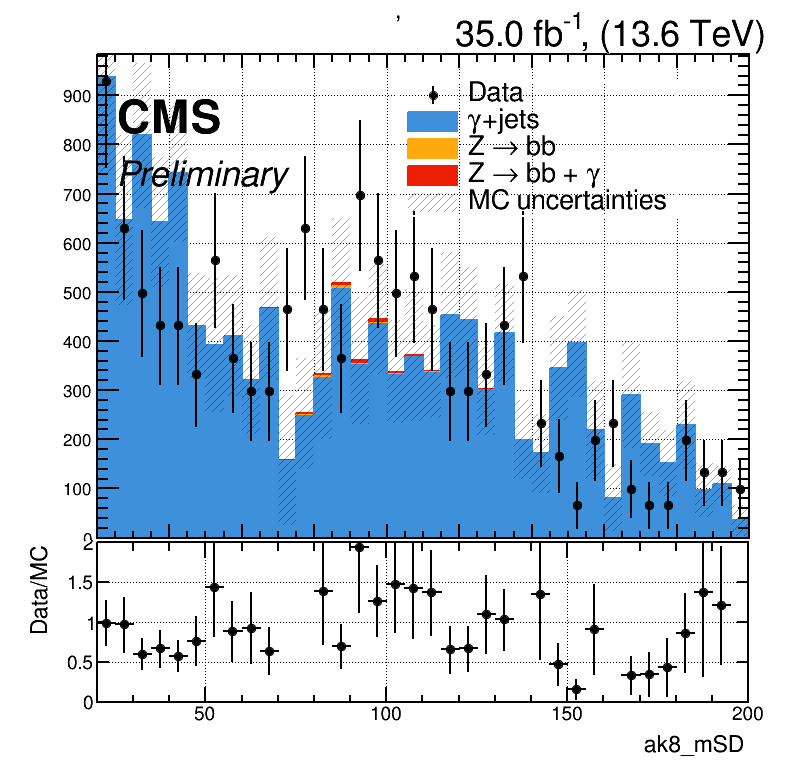 ,
35.0 fb-1, (13.6 TeV)
CMS
Preliminary
Data
γ+jets
Z → bb
Z → bb + γ
MC uncertainties
900
800
700
600
500
400
300
200
100
0
Data/MC
2
1.5
1
0.5
0
50 100 150 200
ak8_mSD